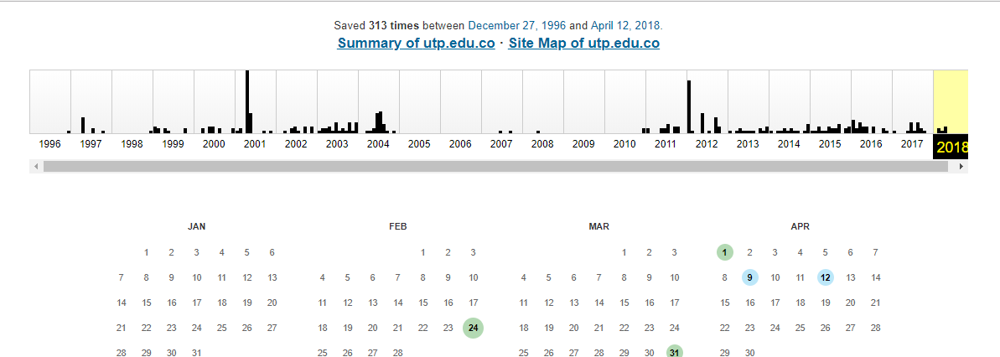 Saved 313 times between December 27, 1996 and April 12, 2018.
Summary of utp.edu.co · Site Map of utp.edu.co
1996 1997 1998 1999 2000 2001 2002 2003 2004 2005 2006 2007 2008 2009 2010 2011 2012 2013 2014 2015 2016 2017 2018
JAN FEB MAR APR
1 2 3 4 5 6 1 2 3 1 2 3 1 2 3 4 5 6 7
7 8 9 10 11 12 13 4 5 6 7 8 9 10 4 5 6 7 8 9 10 8 9 10 11 12 13 14
14 15 16 17 18 19 20 11 12 13 14 15 16 17 11 12 13 14 15 16 17 15 16 17 18 19 20 21
21 22 23 24 25 26 27 18 19 20 21 22 23 24 18 19 20 21 22 23 24 22 23 24 25 26 27 28
28 29 30 31 25 26 27 28 25 26 27 28 29 30 31 29 30